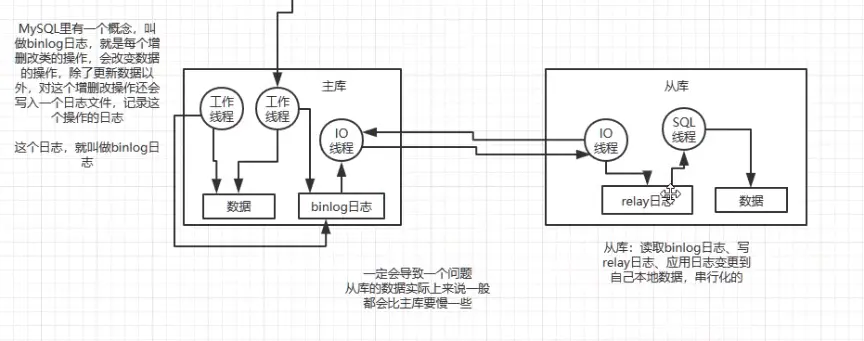 MySQL里有一个概念，叫
做binlog日志，就是每个增
删改类的操作，会改变数据
的操作，除了更新数据以
外，对这个增删改操作还会
写入一个日志文件，记录这
个操作的日志
这个日志，就叫做binlog日
志
主库
工作
线程
工作
线程
IO
线程
数据
binlog日志
从库
IO
线程
SQL
线程
relay日志
数据
从库：读取binlog日志、写
relay日志、应用日志变更到
自己本地数据，串行化的
一定会导致一个问题
从库的数据实际上来说一般
都会比主库要慢一些